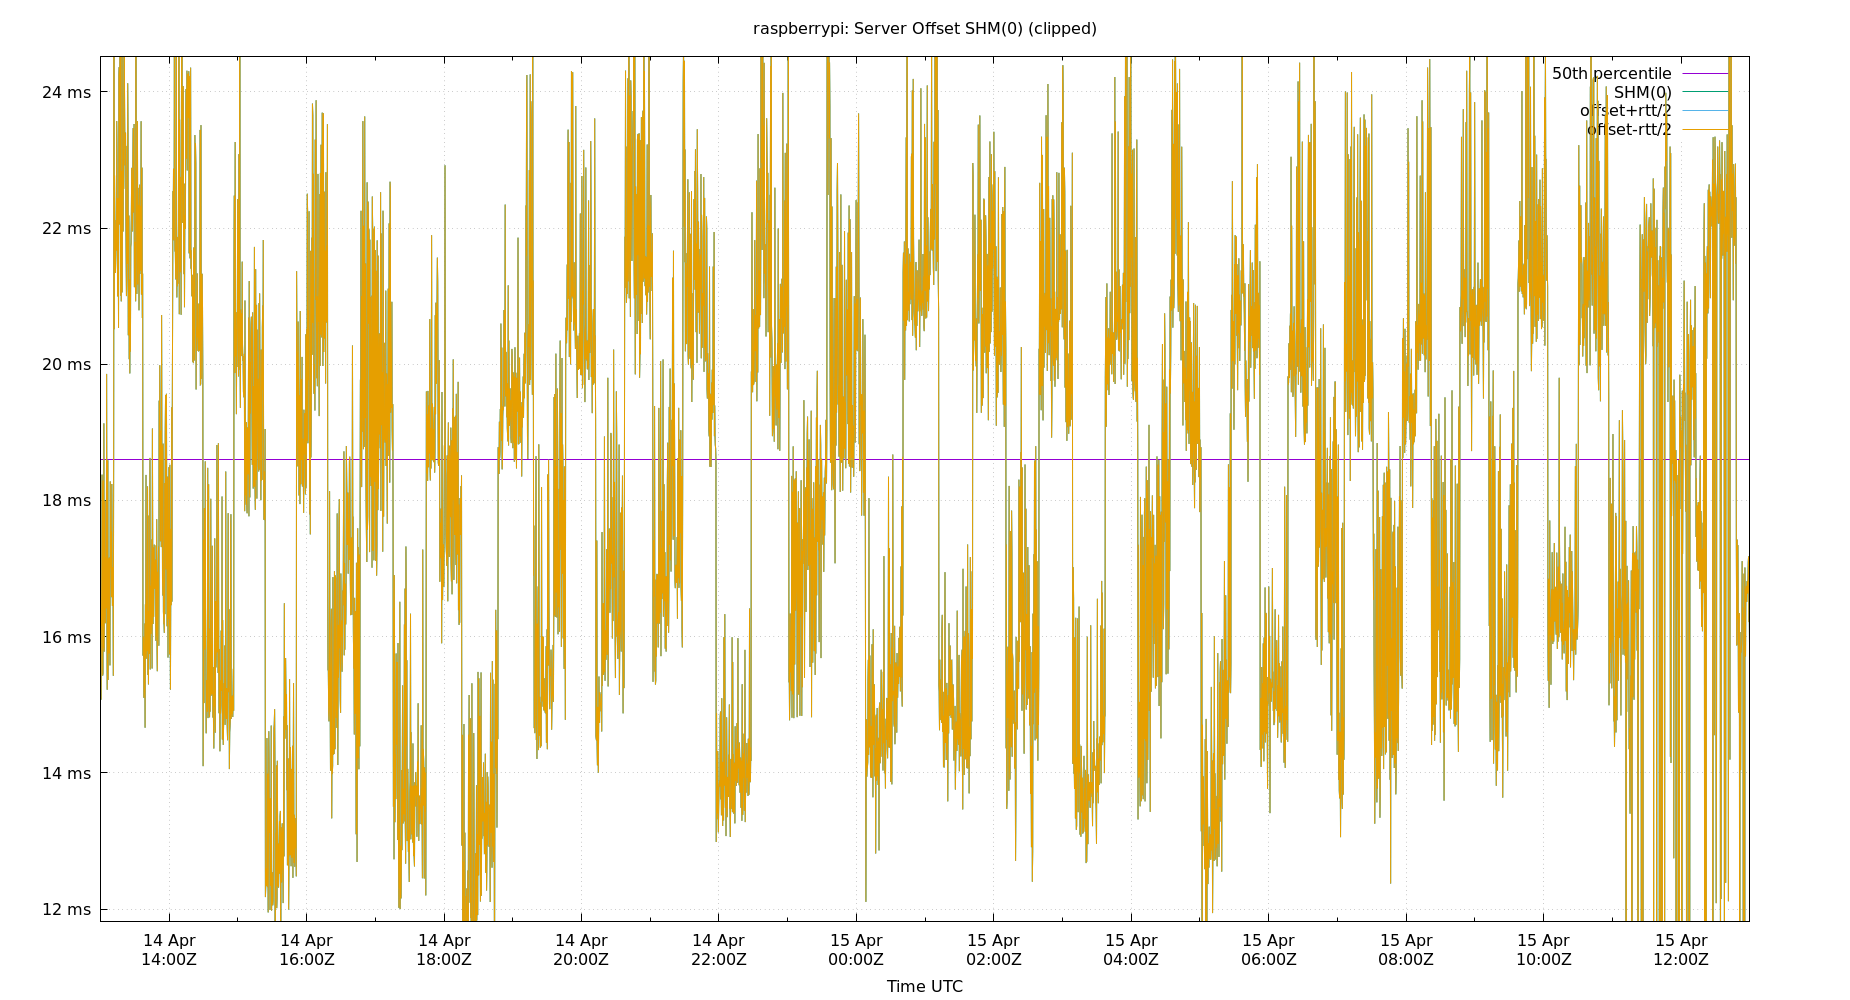 raspberrypi: Server Offset SHM(0) (clipped)
50th percentile
SHM(0)
offset+rtt/2
offset-rtt/2
24 ms
22 ms
20 ms
18 ms
16 ms
14 ms
12 ms
14 Apr 14 Apr 14 Apr 14 Apr 14 Apr 15 Apr 15 Apr 15 Apr 15 Apr 15 Apr 15 Apr 15 Apr
14:00Z 16:00Z 18:00Z 20:00Z 22:00Z 00:00Z 02:00Z 04:00Z 06:00Z 08:00Z 10:00Z 12:00Z
Time UTC